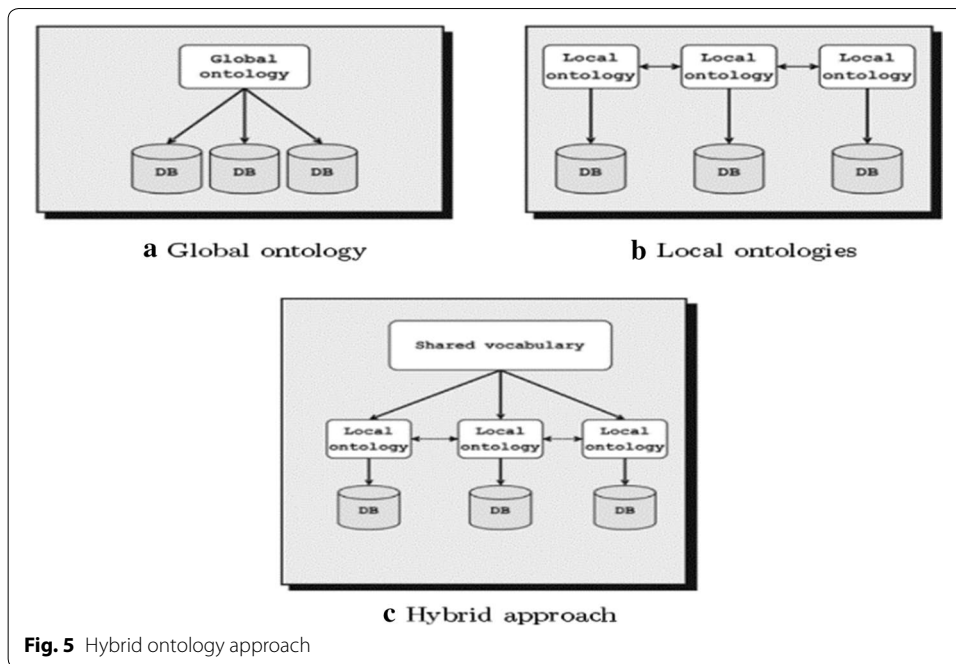 Global
ontology
DB DB DB
a Global ontology
Local
ontology
Local
ontology
Local
ontology
DB DB DB
b Local ontologies
Shared vocabulary
Local
ontology
Local
ontology
Local
ontology
DB DB DB
c Hybrid approach
Fig. 5 Hybrid ontology approach